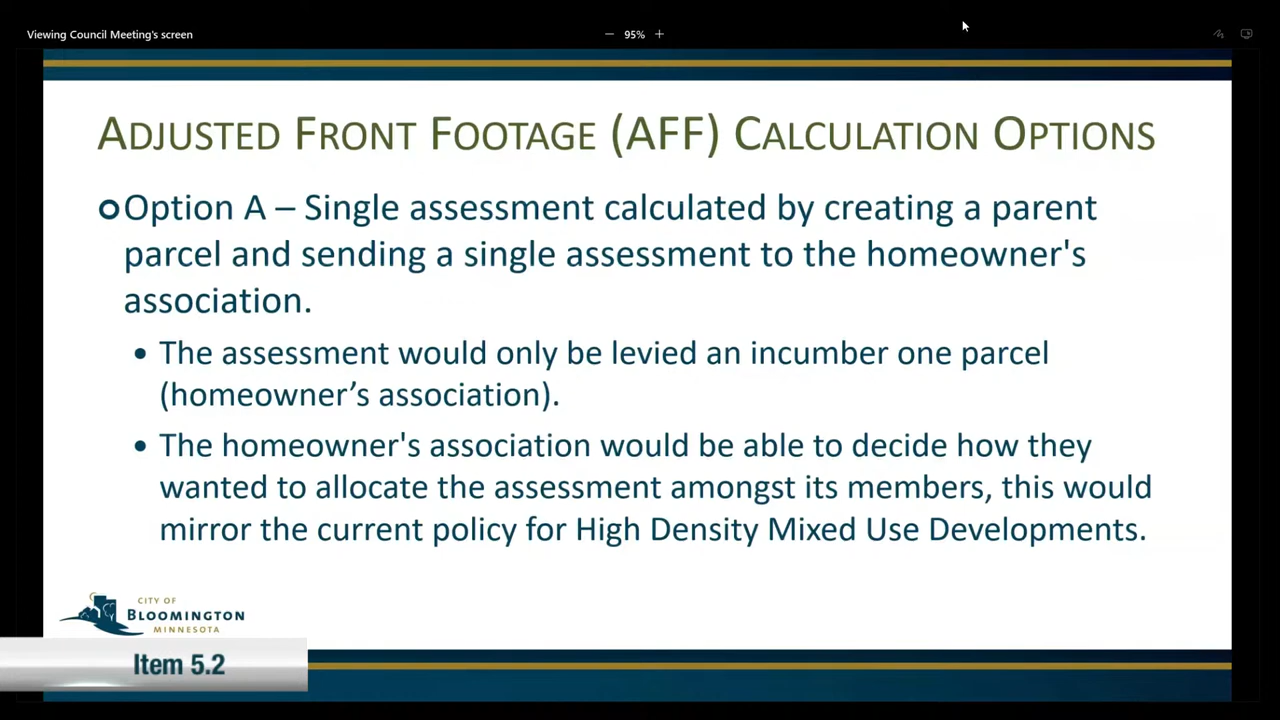 Viewing Council Meeting's screen
95%
ADJUSTED FRONT FOOTAGE (AFF) CALCULATION OPTIONS
Option A – Single assessment calculated by creating a parent
parcel and sending a single assessment to the homeowner's
association.
• The assessment would only be levied an incumber one parcel
(homeowner’s association).
• The homeowner's association would be able to decide how they
wanted to allocate the assessment amongst its members, this would
mirror the current policy for High Density Mixed Use Developments.
CITY OF
BLOOMINGTON
MINNESOTA
Item 5.2